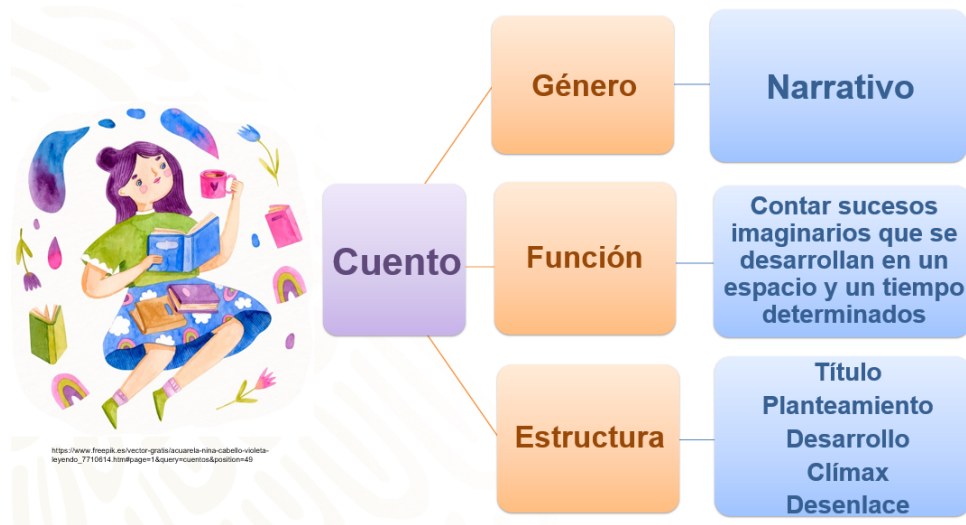 Género
Narrativo
Cuento
Función
Contar sucesos
imaginarios que se
desarrollan en un
espacio y un tiempo
determinados
Estructura
Título
Planteamiento
Desarrollo
Clímax
Desenlace
https://www.freepik.es/vector-gratis/acuarela-nina-cabello-violeta-
leyendo_7710614.htm#page=1&query=cuentos&position=49